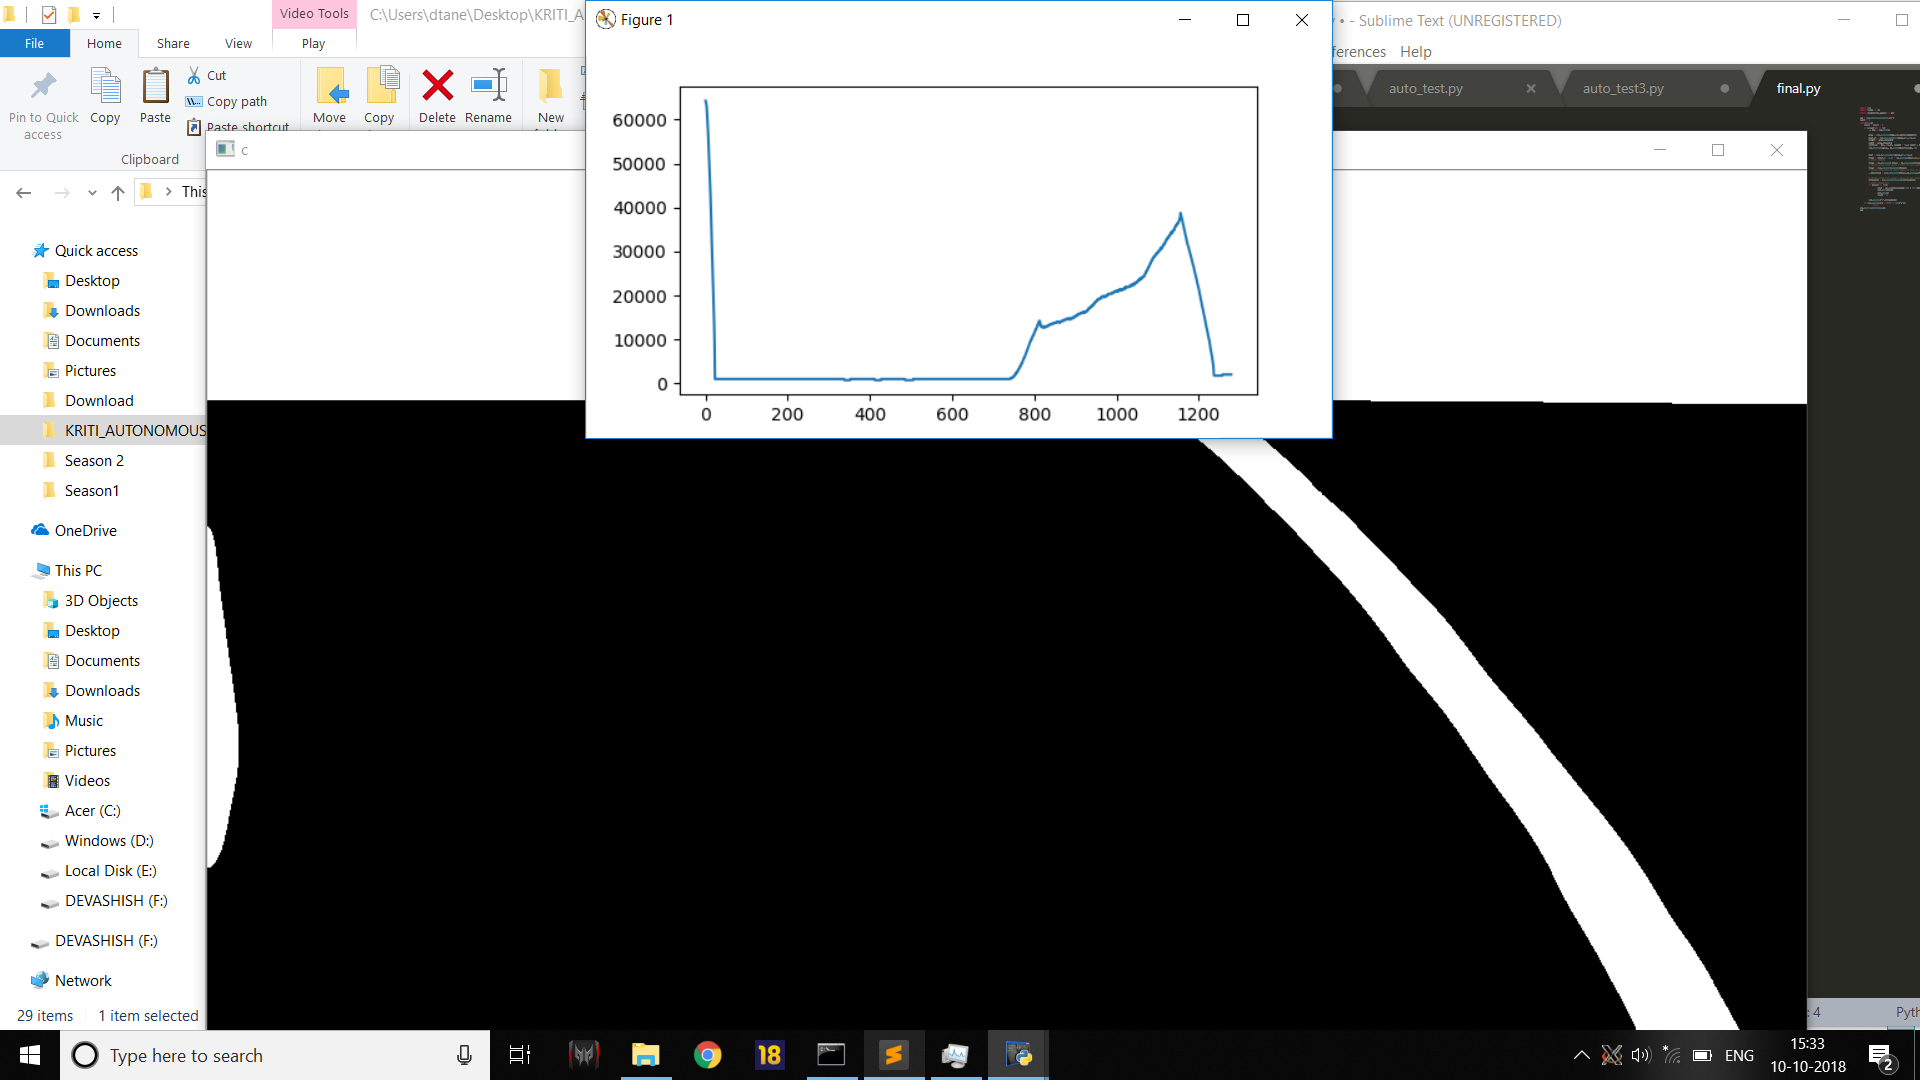 Video Tools
C:\Users\dtane\Desktop\KRITI_A
Figure 1
- Sublime Text (UNREGISTERED)
File
Home
Share
View
Play
ferences
Help
Cut
Copy path
Paste shortcut
Pin to Quick
access
Copy
Paste
Move
Copy
Delete
Rename
New
Clipboard
auto_test.py
auto_test3.py
final.py
c
This
60000
50000
40000
30000
20000
10000
0
0
200
400
600
800
1000
1200
Quick access
Desktop
Downloads
Documents
Pictures
Download
KRITI_AUTONOMOUS
Season 2
Season1
OneDrive
This PC
3D Objects
Desktop
Documents
Downloads
Music
Pictures
Videos
Acer (C:)
Windows (D:)
Local Disk (E:)
DEVASHISH (F:)
DEVASHISH (F:)
Network
29 items
1 item selected
: 4
Pyth
Type here to search
18
ENG
15:33
10-10-2018
2